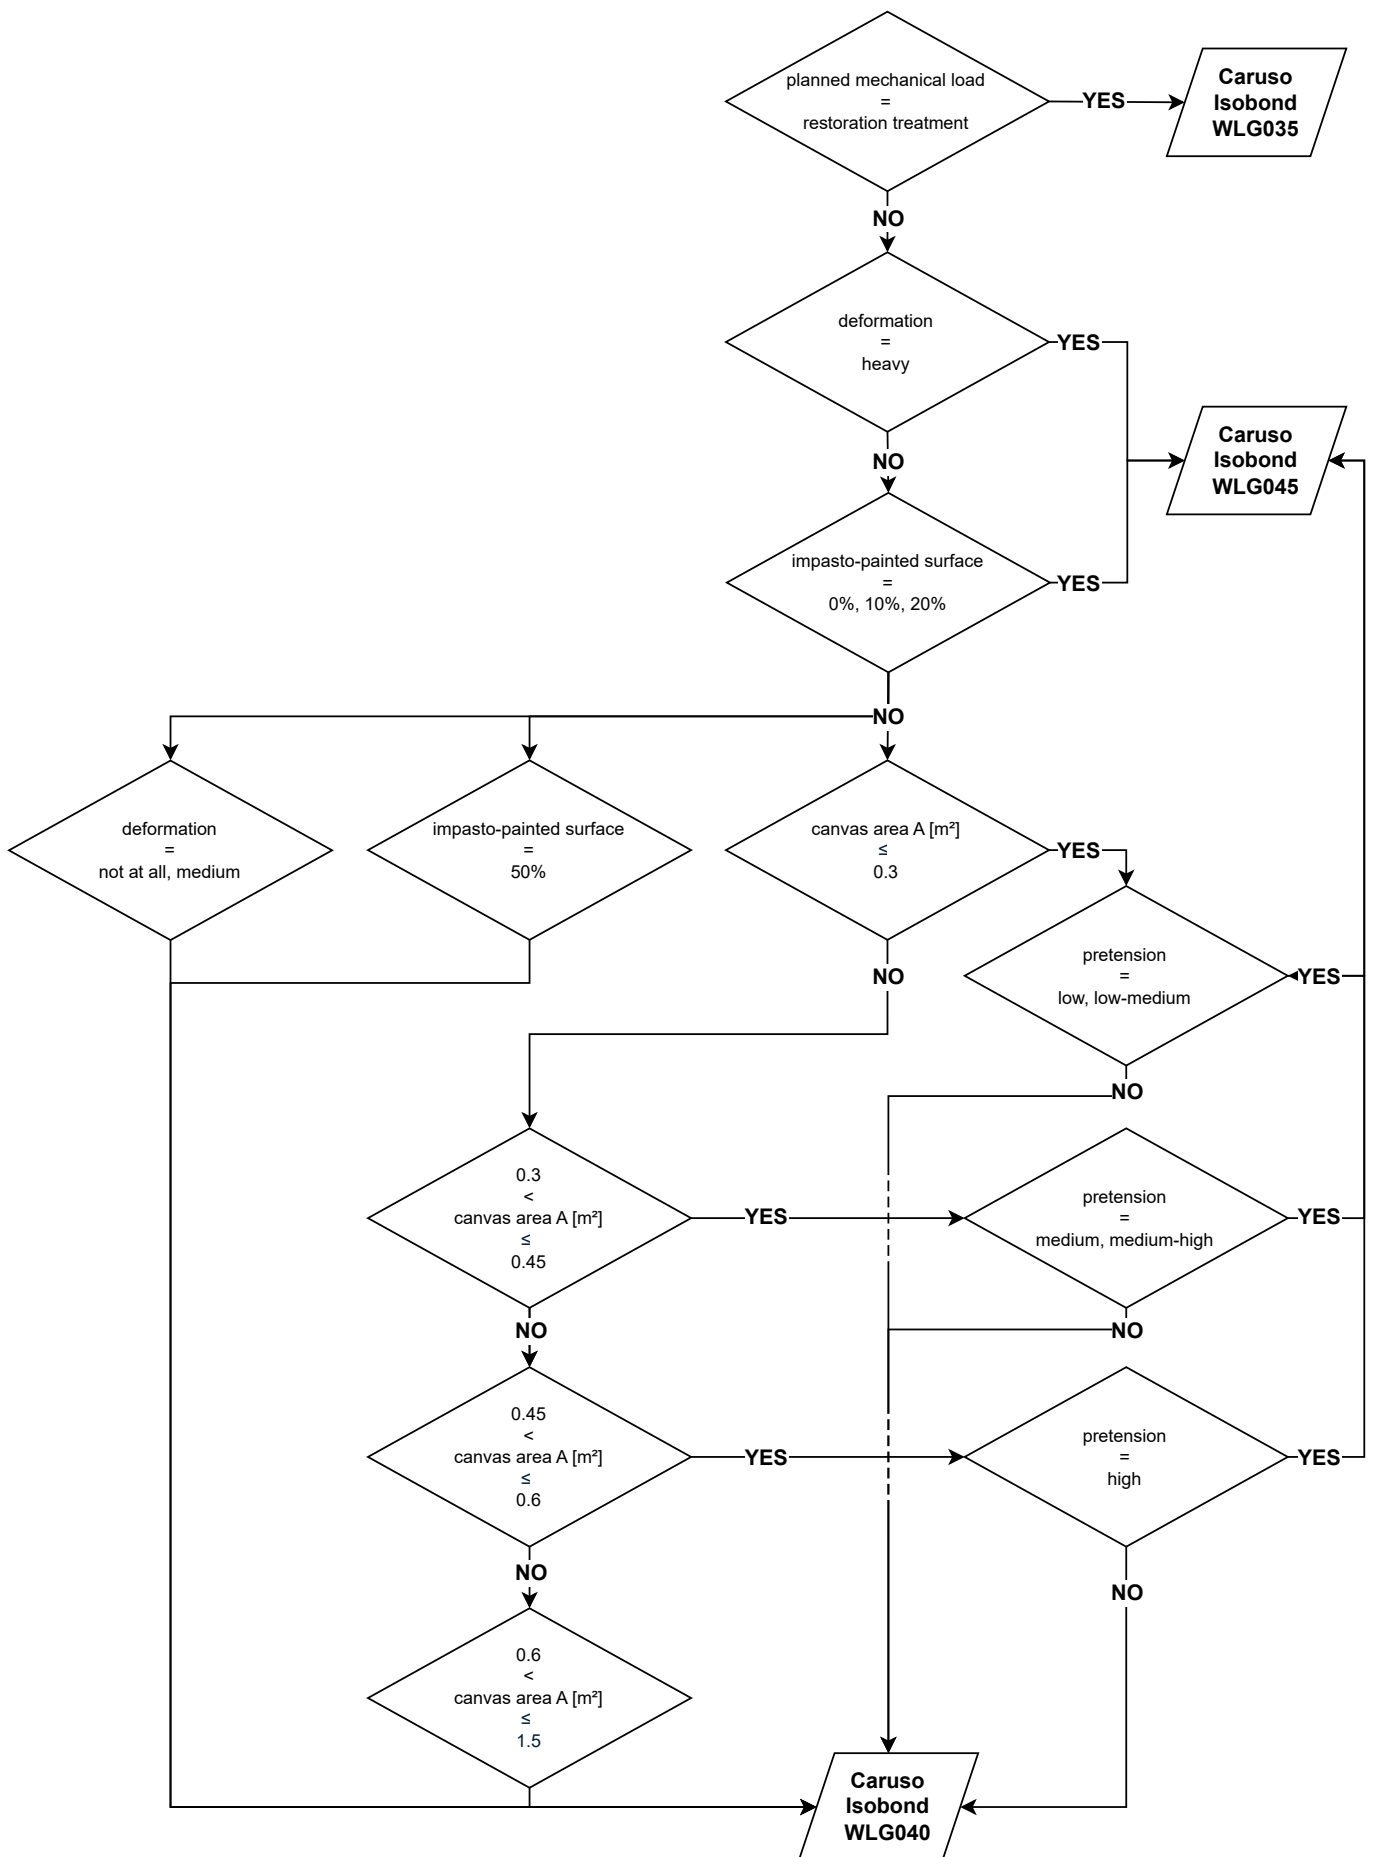 planned mechanical load
=
restoration treatment
YES
Caruso
Isobond
WLG035
NO
deformation
=
heavy
YES
Caruso
Isobond
WLG045
NO
impasto-painted surface
=
0%, 10%, 20%
YES
NO
deformation
=
not at all, medium
impasto-painted surface
=
50%
canvas area A [m²]
≤
0.3
YES
NO
pretension
=
low, low-medium
YES
NO
0.3
<
canvas area A [m²]
≤
0.45
YES
pretension
=
medium, medium-high
YES
NO
NO
0.45
<
canvas area A [m²]
≤
0.6
YES
pretension
=
high
YES
NO
NO
0.6
<
canvas area A [m²]
≤
1.5
Caruso
Isobond
WLG040